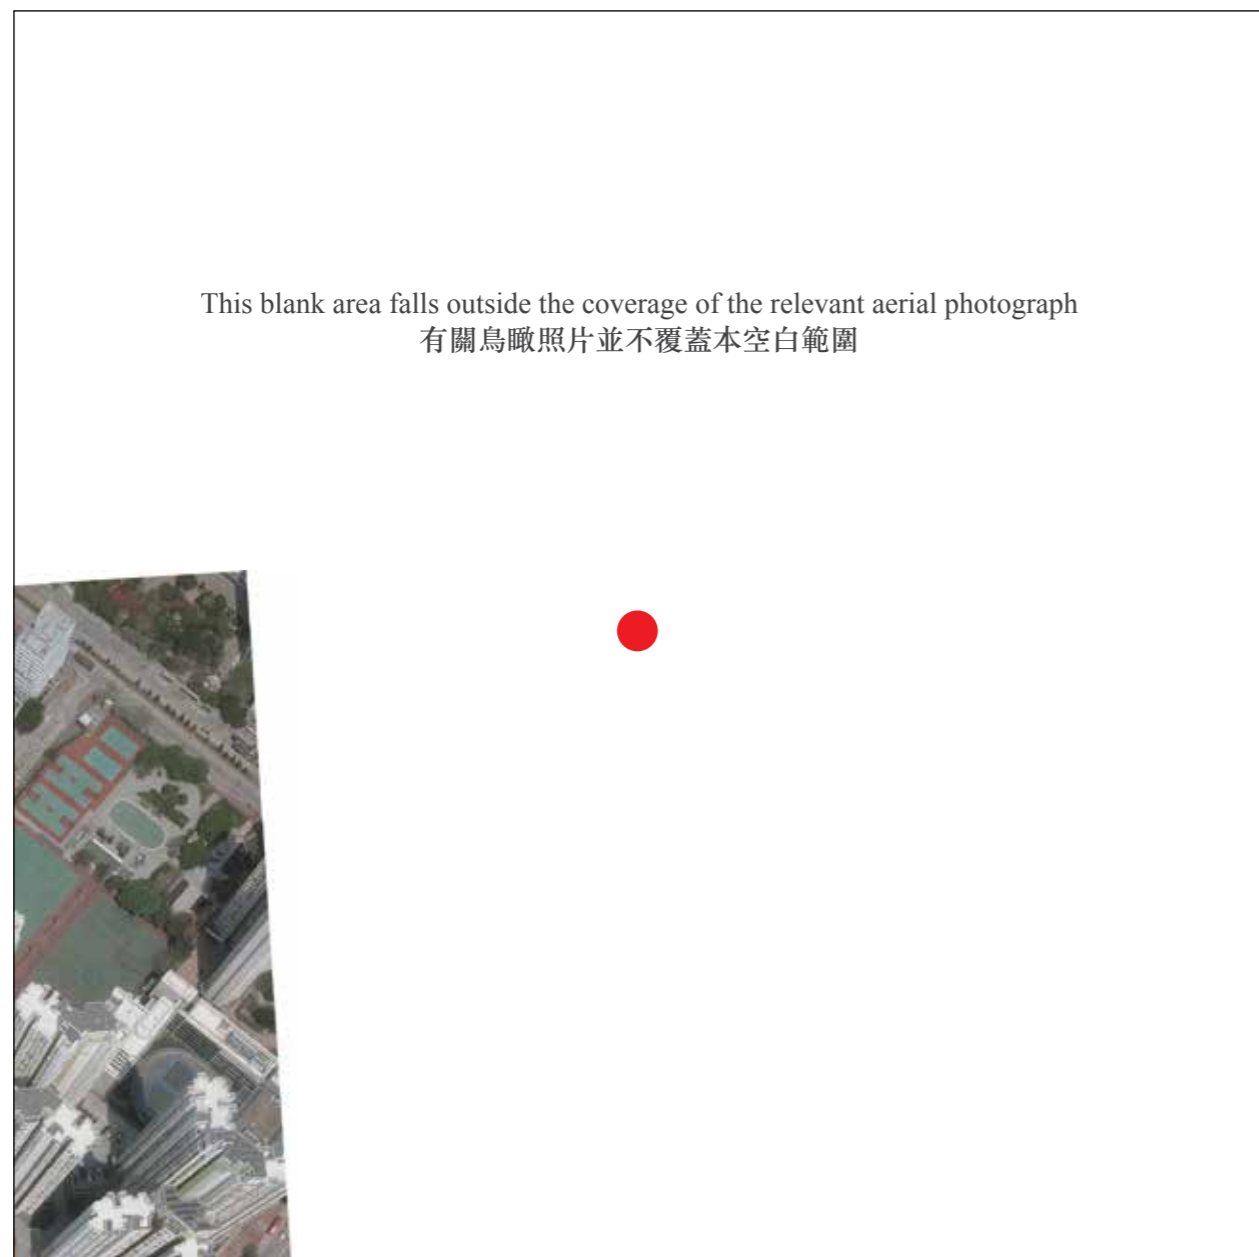 This blank area falls outside the coverage of the relevant aerial photograph
有關鳥瞰照片並不覆蓋本空白範圍